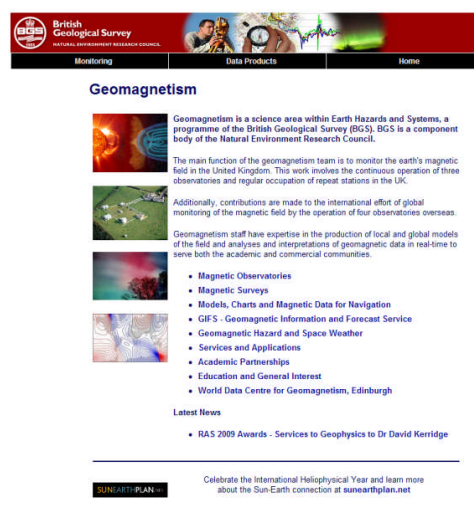 British
Geological Survey
NATURAL ENVIRONMENT RESEARCH COUNCIL
BGS
Monitoring
Data Products
Home
Geomagnetism
Geomagnetism is a science area within Earth Hazards and Systems, a
programme of the British Geological Survey (BGS). BGS is a component
body of the Natural Environment Research Council.
The main function of the geomagnetism team is to monitor the earth's magnetic
field in the United Kingdom. This work involves the continuous operation of three
observatories and regular occupation of repeat stations in the UK.
Additionally, contributions are made to the international effort of global
monitoring of the magnetic field by the operation of four observatories overseas.
Geomagnetism staff have expertise in the production of local and global models
of the field and analyses and interpretations of geomagnetic data in real-time to
serve both the academic and commercial communities.
• Magnetic Observatories
• Magnetic Surveys
• Models, Charts and Magnetic Data for Navigation
• GIFS - Geomagnetic Information and Forecast Service
• Geomagnetic Hazard and Space Weather
• Services and Applications
• Academic Partnerships
• Education and General Interest
• World Data Centre for Geomagnetism, Edinburgh
Latest News
• RAS 2009 Awards - Services to Geophysics to Dr David Kerridge
SUNEARTHPLAN
Celebrate the International Heliophysical Year and learn more
about the Sun-Earth connection at sunearthplan.net